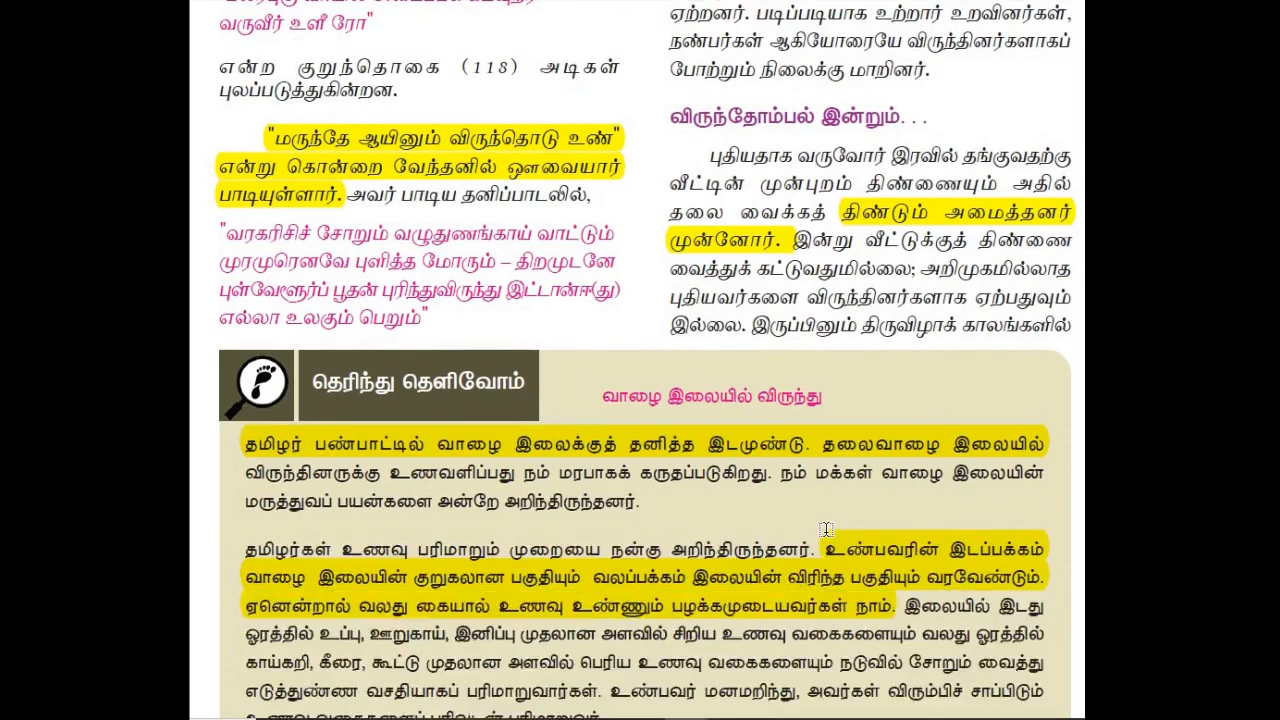 வருவீர் உளீ ரோ"
என்ற குறுந்தொகை (118) அடிகள்
புலப்படுத்துகின்றன.
"மருந்தே ஆயினும் விருந்தொடு உண்"
என்று கொன்றை வேந்தனில் ஔவையார்
பாடியுள்ளார். அவர் பாடிய தனிப்பாடலில்,
"வரகரிசிச் சோறும் வழுதுணங்காய் வாட்டும்
முரமுரெனவே புளித்த மோரும் – திறமுடனே
புள்வேளூர்ப் பூதன் புரிந்துவிருந்து இட்டான்ஈ(து)
எல்லா உலகும் பெறும்"
ஏற்றனர். படிப்படியாக உற்றார் உறவினர்கள்,
நண்பர்கள் ஆகியோரையே விருந்தினர்களாகப்
போற்றும் நிலைக்கு மாறினர்.
விருந்தோம்பல் இன்றும். . .
புதியதாக வருவோர் இரவில் தங்குவதற்கு
வீட்டின் முன்புறம் திண்ணையும் அதில்
தலை வைக்கத் திண்டும் அமைத்தனர்
முன்னோர். இன்று வீட்டுக்குத் திண்ணை
வைத்துக் கட்டுவதுமில்லை; அறிமுகமில்லாத
புதியவர்களை விருந்தினர்களாக ஏற்பதுவும்
இல்லை. இருப்பினும் திருவிழாக் காலங்களில்
தெரிந்து தெளிவோம்
வாழை இலையில் விருந்து
தமிழர் பண்பாட்டில் வாழை இலைக்குத் தனித்த இடமுண்டு. தலைவாழை இலையில்
விருந்தினருக்கு உணவளிப்பது நம் மரபாகக் கருதப்படுகிறது. நம் மக்கள் வாழை இலையின்
மருத்துவப் பயன்களை அன்றே அறிந்திருந்தனர்.
தமிழர்கள் உணவு பரிமாறும் முறையை நன்கு அறிந்திருந்தனர். உண்பவரின் இடப்பக்கம்
வாழை இலையின் குறுகலான பகுதியும் வலப்பக்கம் இலையின் விரிந்த பகுதியும் வரவேண்டும்.
ஏனென்றால் வலது கையால் உணவு உண்ணும் பழக்கமுடையவர்கள் நாம். இலையில் இடது
ஓரத்தில் உப்பு, ஊறுகாய், இனிப்பு முதலான அளவில் சிறிய உணவு வகைகளையும் வலது ஓரத்தில்
காய்கறி, கீரை, கூட்டு முதலான அளவில் பெரிய உணவு வகைகளையும் நடுவில் சோறும் வைத்து
எடுத்துண்ண வசதியாகப் பரிமாறுவார்கள். உண்பவர் மனமறிந்து, அவர்கள் விரும்பிச் சாப்பிடும்